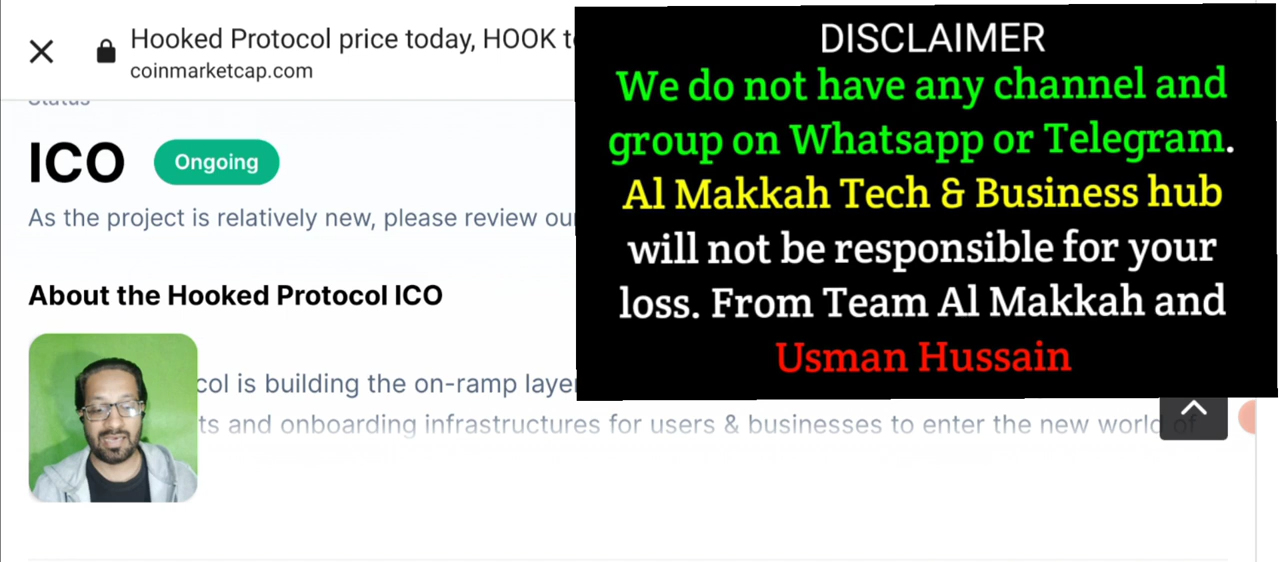 Hooked Protocol price today, HOOK t
coinmarketcap.com
Status
ICO
Ongoing
As the project is relatively new, please review ou
About the Hooked Protocol ICO
col is building the on-ramp layer
ts and onboarding infrastructures for users & businesses to enter the new world of
DISCLAIMER
We do not have any channel and
group on Whatsapp or Telegram.
Al Makkah Tech & Business hub
will not be responsible for your
loss. From Team Al Makkah and
Usman Hussain